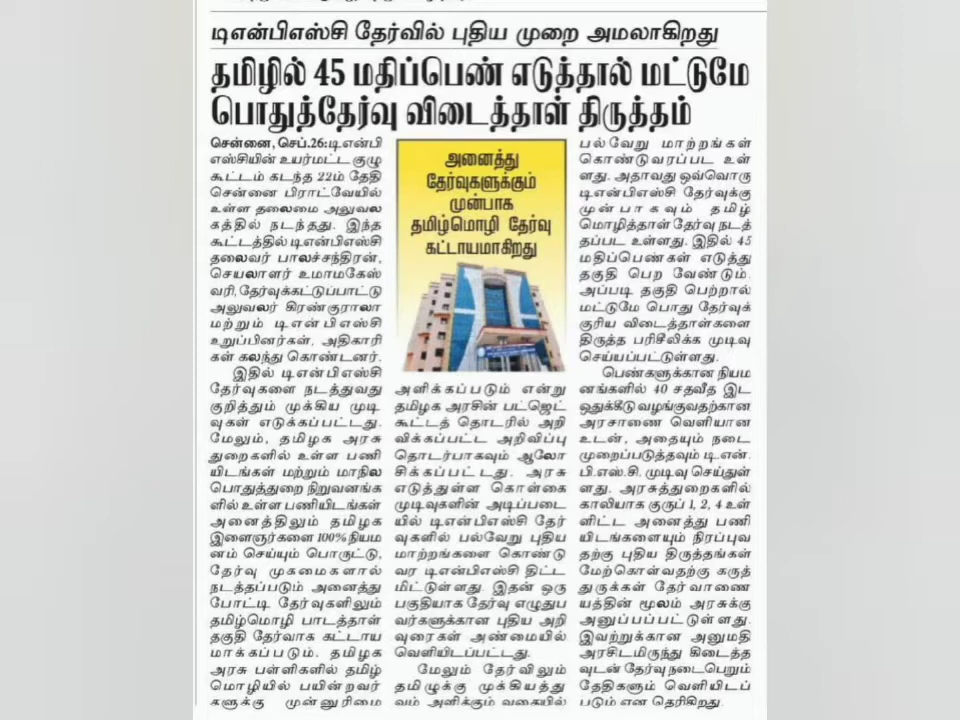 டிஎன்பிஎஸ்சி தேர்வில் புதிய முறை அமலாகிறது
தமிழில் 45 மதிப்பெண் எடுத்தால் மட்டுமே
பொதுத்தேர்வு விடைத்தாள் திருத்தம்
சென்னை, செப்.26: டிஎன்பி
எஸ்சியின் உயர்மட்ட குழு
கூட்டம் கடந்த 22ம் தேதி
சென்னை பிராட்வேயில்
உள்ள தலைமை அலுவல
கத்தில் நடந்தது. இந்த
கூட்டத்தில் டிஎன்பிஎஸ்சி
தலைவர் பாலச்சந்திரன்,
செயலாளர் உமாமகேஸ்
வரி, தேர்வுக்கட்டுப்பாட்டு
அலுவலர் கிரண்குராலா
மற்றும் டிஎன்பிஎஸ்சி
உறுப்பினர்கள், அதிகாரி
கள் கலந்து கொண்டனர்.
இதில் டிஎன்பிஎஸ்சி
தேர்வுகளை நடத்துவது
குறித்தும் முக்கிய முடி
வுகள் எடுக்கப்பட்டது.
மேலும், தமிழக அரசு
துறைகளில் உள்ள பணி
யிடங்கள் மற்றும் மாநில
பொதுத்துறை நிறுவனங்க
ளில் உள்ள பணியிடங்கள்
அனைத்திலும் தமிழக
இளைஞர்களை 100% நியம
னம் செய்யும் பொருட்டு,
தேர்வு முகமைகளால்
நடத்தப்படும் அனைத்து
போட்டி தேர்வுகளிலும்
தமிழ்மொழி பாடத்தாள்
தகுதி தேர்வாக கட்டாய
மாக்கப்படும். தமிழக
அரசு பள்ளிகளில் தமிழ்
மொழியில் பயின்றவர்
களுக்கு முன்னுரிமை
அனைத்து
தேர்வுகளுக்கும்
முன்பாக
தமிழ்மொழி தேர்வு
கட்டாயமாகிறது
அளிக்கப்படும் என்று
தமிழக அரசின் பட்ஜெட்
கூட்டத் தொடரில் அறி
விக்கப்பட்ட அறிவிப்பு
தொடர்பாகவும் ஆலோ
சிக்கப்பட்டது. அரசு
எடுத்துள்ள கொள்கை
முடிவுகளின் அடிப்படை
யில் டிஎன்பிஎஸ்சி தேர்
வுகளில் பல்வேறு புதிய
மாற்றங்களை கொண்டு
வர டிஎன்பிஎஸ்சி திட்ட
மிட்டுள்ளது. இதன் ஒரு
பகுதியாக தேர்வு எழுதுப
வர்களுக்கான புதிய அறி
வுரைகள் அண்மையில்
வெளியிடப்பட்டது.
மேலும் தேர்விலும்
தமிழுக்கு முக்கியத்து
வம் அளிக்கும் வகையில்
பல்வேறு மாற்றங்கள்
கொண்டுவரப்பட உள்
ளது. அதாவது ஒவ்வொரு
டிஎன்பிஎஸ்சி தேர்வுக்கு
முன்பாகவும் தமிழ்
மொழித்தாள் தேர்வு நடத்
தப்பட உள்ளது. இதில் 45
மதிப்பெண்கள் எடுத்து
தகுதி பெற வேண்டும்.
அப்படி தகுதி பெற்றால்
மட்டுமே பொது தேர்வுக்
குரிய விடைத்தாள்களை
திருத்த பரிசீலிக்க முடிவு
செய்யப்பட்டுள்ளது.
பெண்களுக்கான நியம
னங்களில் 40 சதவீத இட
ஒதுக்கீடு வழங்குவதற்கான
அரசாணை வெளியான
உடன், அதையும் நடை
முறைப்படுத்தவும் டி.என்.
பி.எஸ்.சி. முடிவு செய்துள்
ளது. அரசுத்துறைகளில்
காலியாக குருப் 1, 2, 4 உள்
ளிட்ட அனைத்து பணி
யிடங்களையும் நிரப்புவ
தற்கு புதிய திருத்தங்கள்
மேற்கொள்வதற்கு கருத்
துருக்கள் தேர்வாணை
யத்தின் மூலம் அரசுக்கு
அனுப்பப்பட்டுள்ளது.
இவற்றுக்கான அனுமதி
அரசிடமிருந்து கிடைத்த
வுடன் தேர்வு நடைபெறும்
தேதிகளும் வெளியிடப்
படும் என தெரிகிறது.